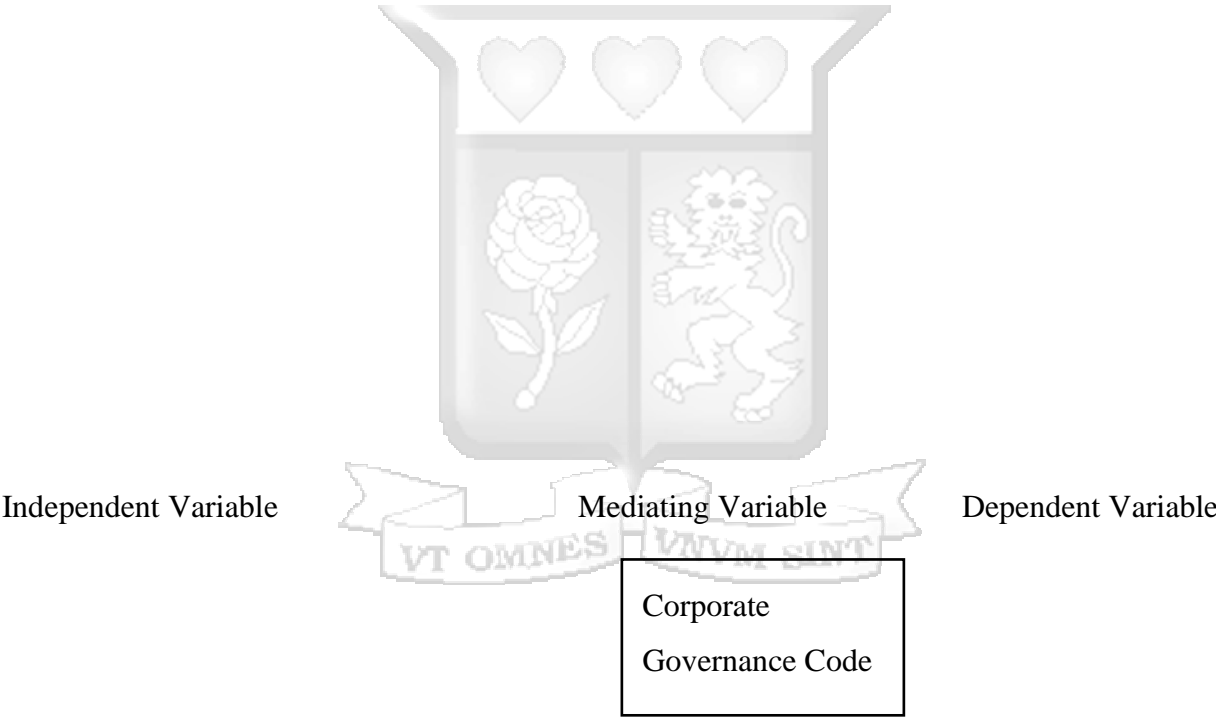 Independent Variable Mediating Variable Dependent Variable
VT OMNES VNVM SINT
Corporate
Governance Code